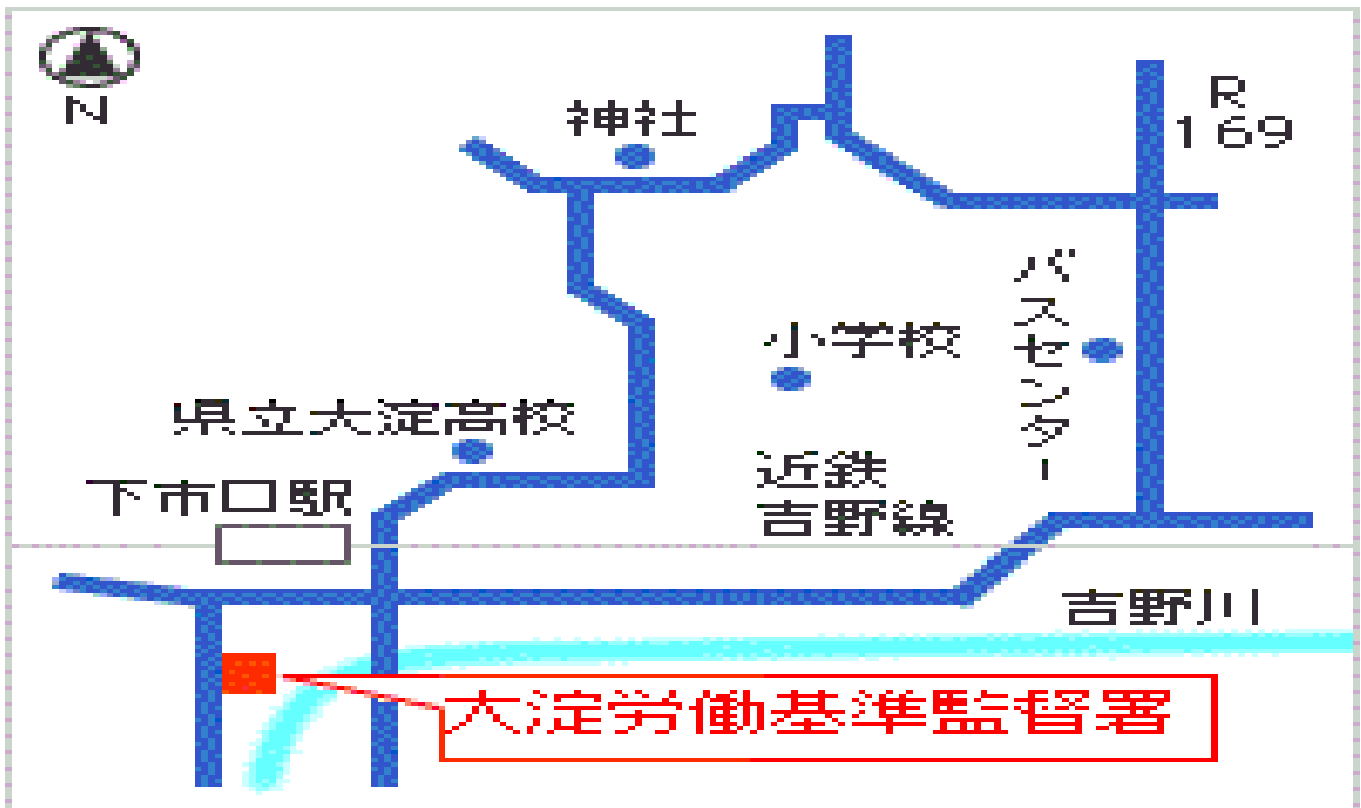 N
神社
R
169
バスセンター
小学校
県立大淀高校
近鉄
吉野線
下市口駅
吉野川
大淀労働基準監督署